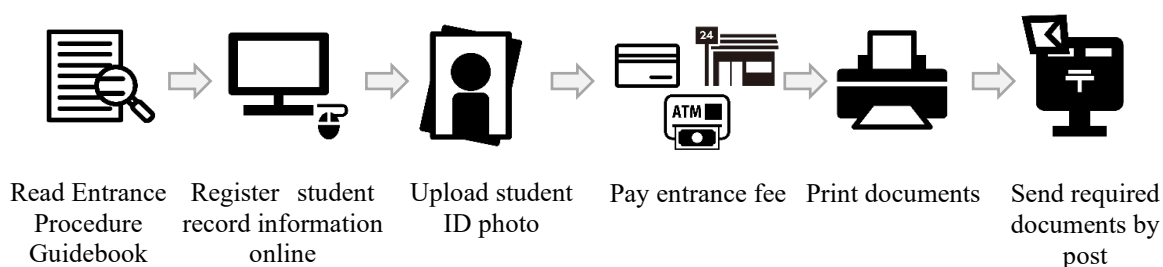 24
ATM
〒
Read Entrance
Procedure
Guidebook
Register student
record information
online
Upload student
ID photo
Pay entrance fee
Print documents
Send required
documents by
post